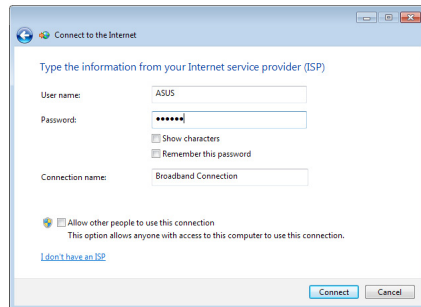 Connect to the Internet
Type the information from your Internet service provider (ISP)
User name: ASUS
Password: ••••••
Show characters
Remember this password
Connection name: Broadband Connection
Allow other people to use this connection
This option allows anyone with access to this computer to use this connection.
I don't have an ISP
Connect Cancel